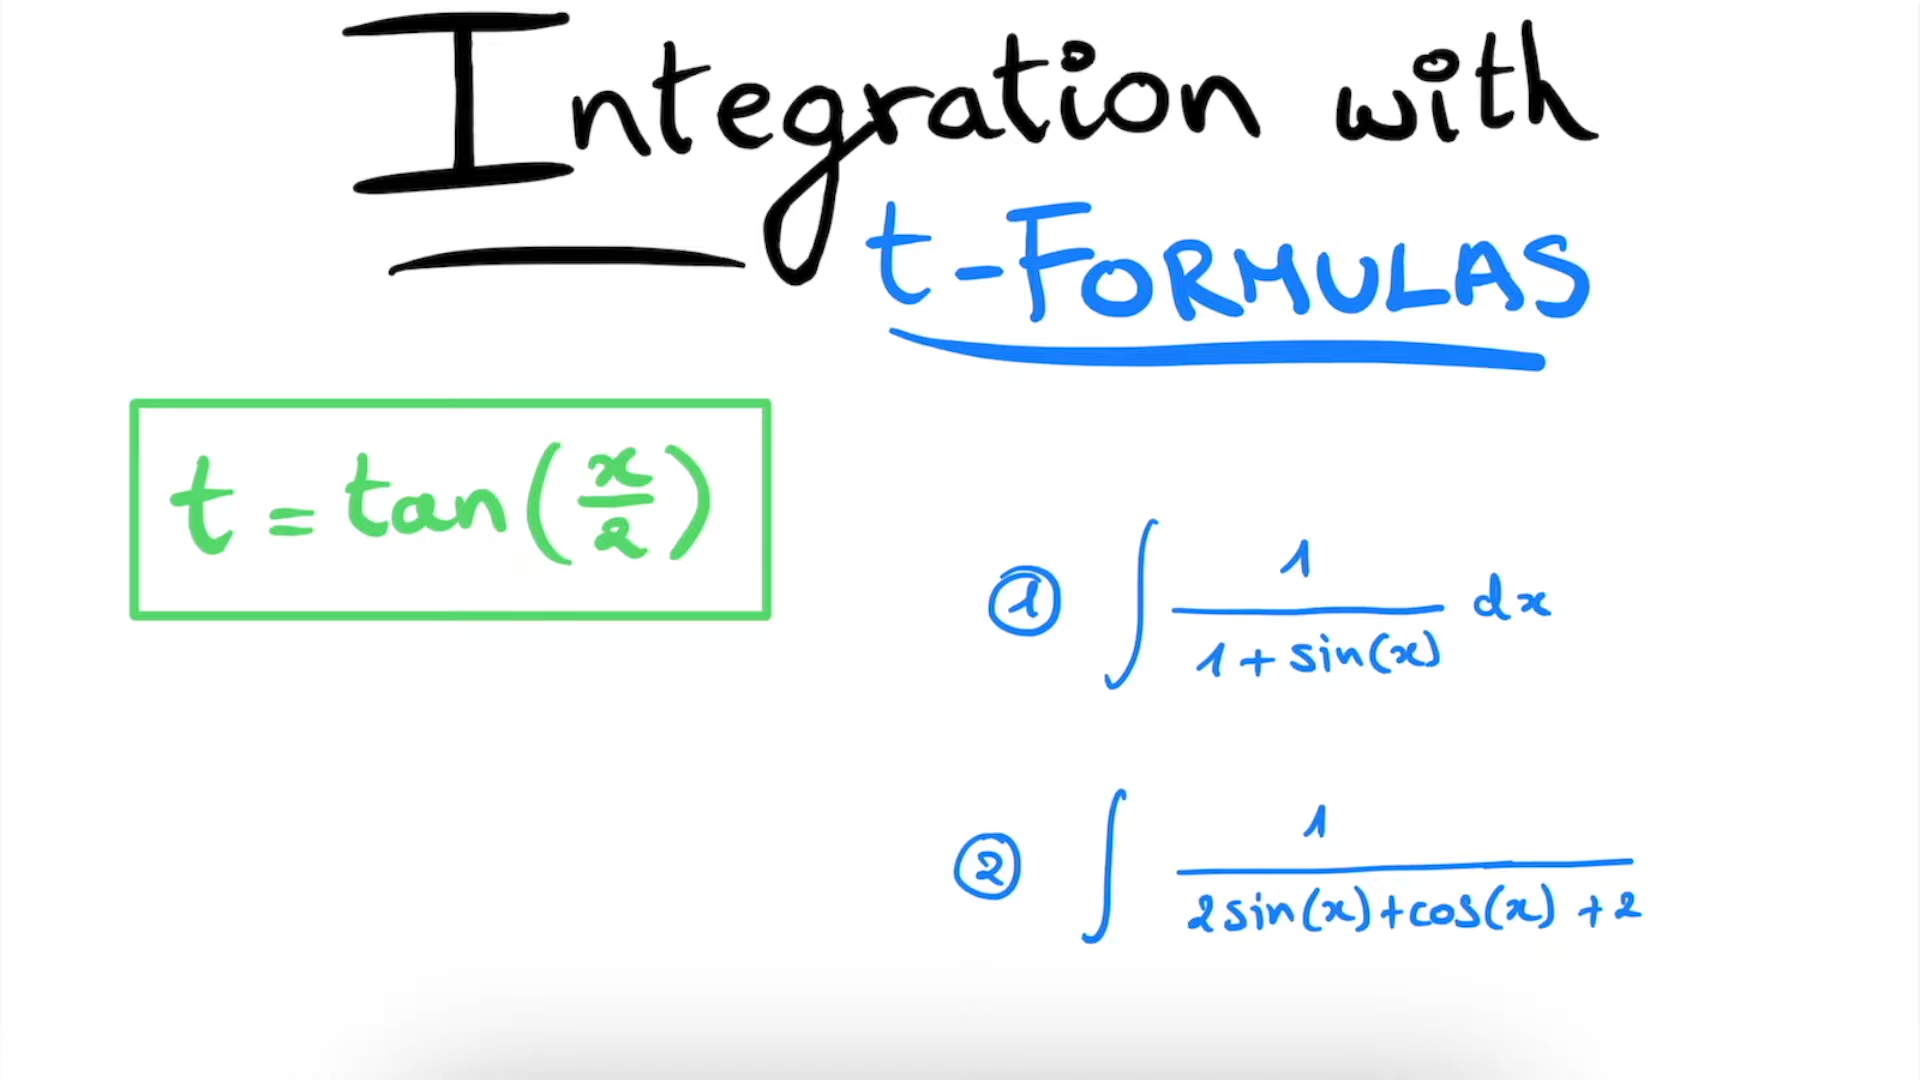 Integration with
t-FORMULAS
t = tan(x/2)
① ∫ 1/(1 + sin(x)) dx
② ∫ 1/(2sin(x)+cos(x) +2)